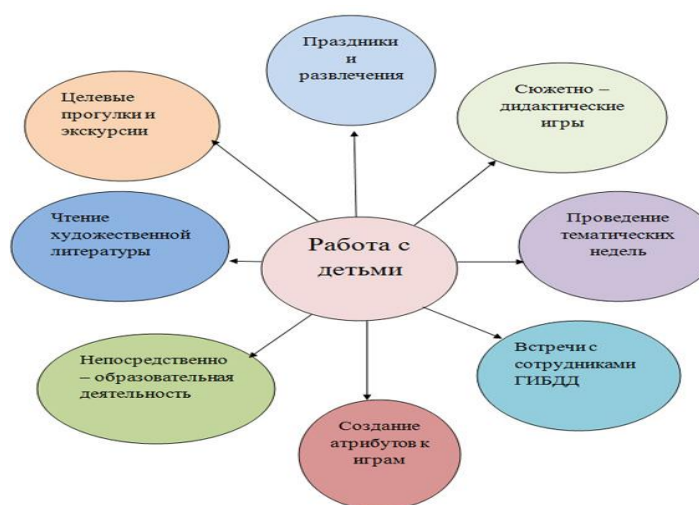 Праздники
и
развлечения
Целевые
прогулки и
экскурсии
Сюжетно –
дидактические
игры
Чтение
художественной
литературы
Работа с
детьми
Проведение
тематических
недель
Непосредственно
– образовательная
деятельность
Встречи с
сотрудниками
ГИБДД
Создание
атрибутов к
играм